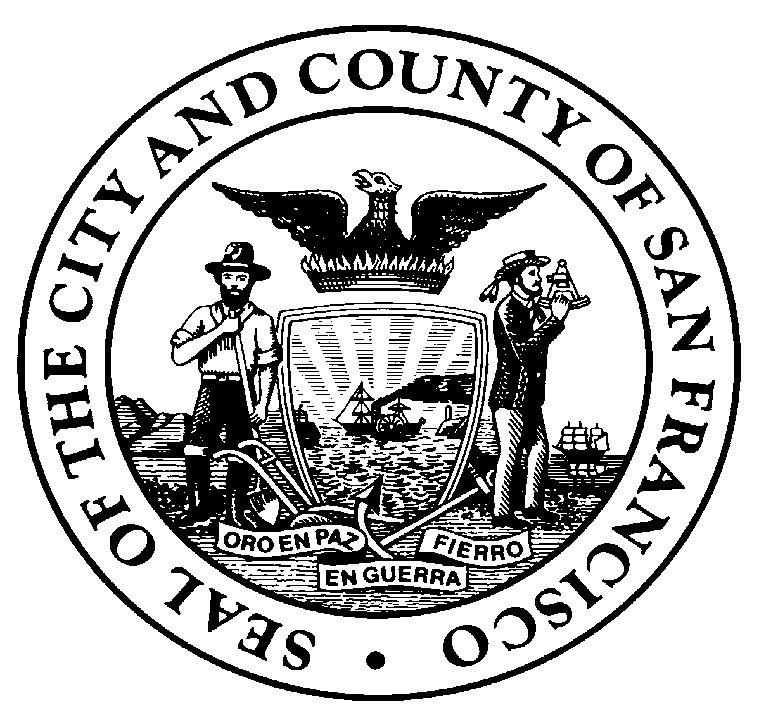 SEAL OF THE CITY AND COUNTY OF SAN FRANCISCO
ORO EN PAZ
FIERRO
EN GUERRA